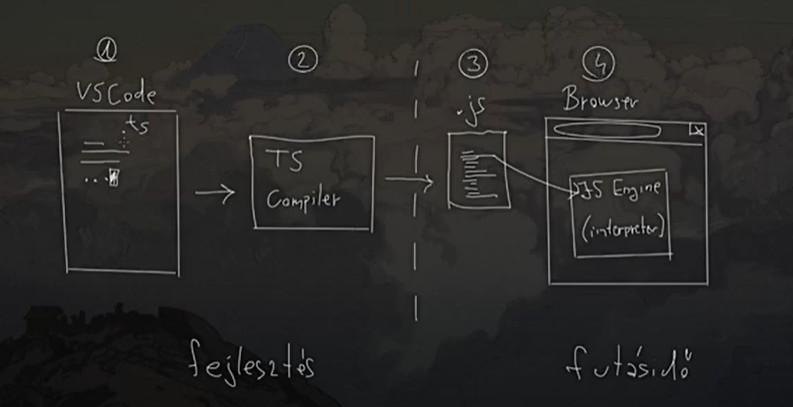 1
VSCode
.ts
2
TS
Compiler
3
.js
4
Browser
x
JS Engine
(interpreter)
fejlesztés
futásidő